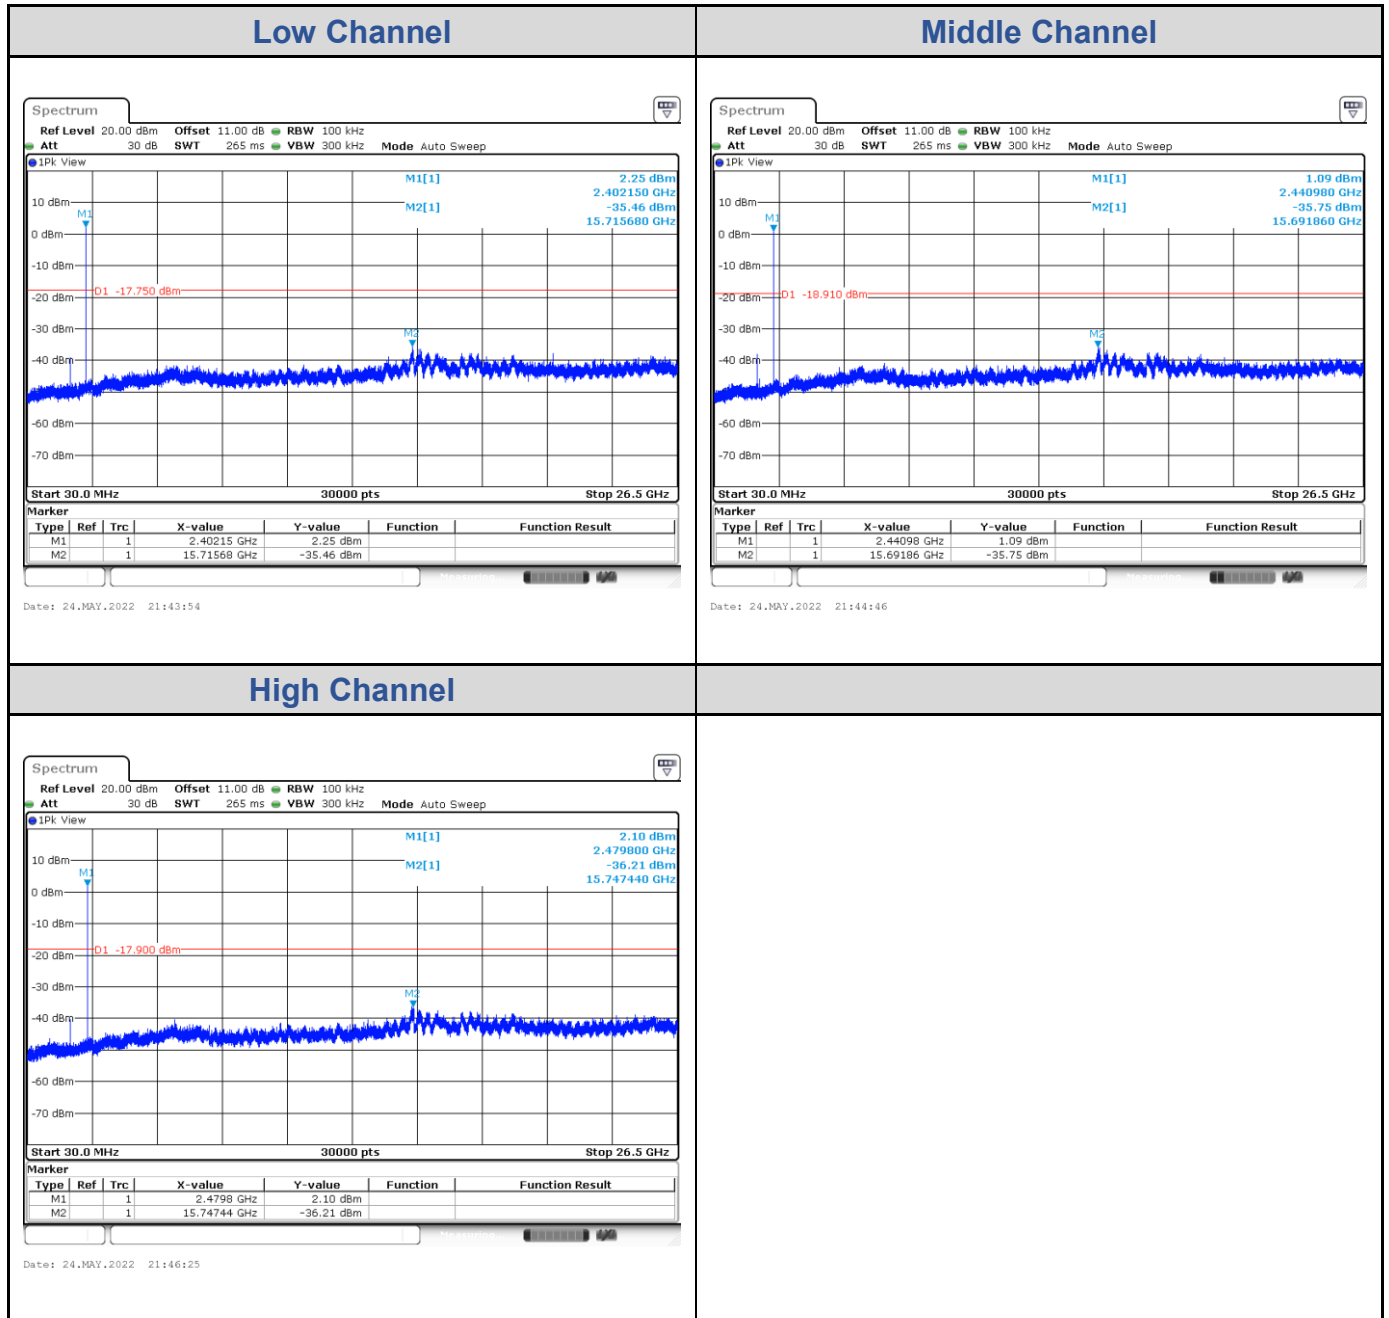 Low Channel
Middle Channel
Spectrum
Ref Level 20.00 dBm Offset 11.00 dB RBW 100 kHz
Att 30 dB SWT 265 ms VBW 300 kHz Mode Auto Sweep
1Pk View
M1[1] 2.25 dBm
2.402150 GHz
M2[1] -35.46 dBm
15.715680 GHz
10 dBm
M1
0 dBm
-10 dBm
D1 -17.750 dBm
-20 dBm
-30 dBm
M2
-40 dBm
-60 dBm
-70 dBm
Start 30.0 MHz 30000 pts Stop 26.5 GHz
Marker
Type Ref Trc X-value Y-value Function Function Result
M1 1 2.40215 GHz 2.25 dBm
M2 1 15.71568 GHz -35.46 dBm
Measuring
Date: 24.MAY.2022 21:43:54
Spectrum
Ref Level 20.00 dBm Offset 11.00 dB RBW 100 kHz
Att 30 dB SWT 265 ms VBW 300 kHz Mode Auto Sweep
1Pk View
M1[1] 1.09 dBm
2.440980 GHz
M2[1] -35.75 dBm
15.691860 GHz
10 dBm
M1
0 dBm
-10 dBm
D1 -18.910 dBm
-20 dBm
-30 dBm
M2
-40 dBm
-60 dBm
-70 dBm
Start 30.0 MHz 30000 pts Stop 26.5 GHz
Marker
Type Ref Trc X-value Y-value Function Function Result
M1 1 2.44098 GHz 1.09 dBm
M2 1 15.69186 GHz -35.75 dBm
Measuring
Date: 24.MAY.2022 21:44:46
High Channel
Spectrum
Ref Level 20.00 dBm Offset 11.00 dB RBW 100 kHz
Att 30 dB SWT 265 ms VBW 300 kHz Mode Auto Sweep
1Pk View
M1[1] 2.10 dBm
2.479800 GHz
M2[1] -36.21 dBm
15.747440 GHz
10 dBm
M1
0 dBm
-10 dBm
D1 -17.900 dBm
-20 dBm
-30 dBm
M2
-40 dBm
-60 dBm
-70 dBm
Start 30.0 MHz 30000 pts Stop 26.5 GHz
Marker
Type Ref Trc X-value Y-value Function Function Result
M1 1 2.4798 GHz 2.10 dBm
M2 1 15.74744 GHz -36.21 dBm
Measuring
Date: 24.MAY.2022 21:46:25